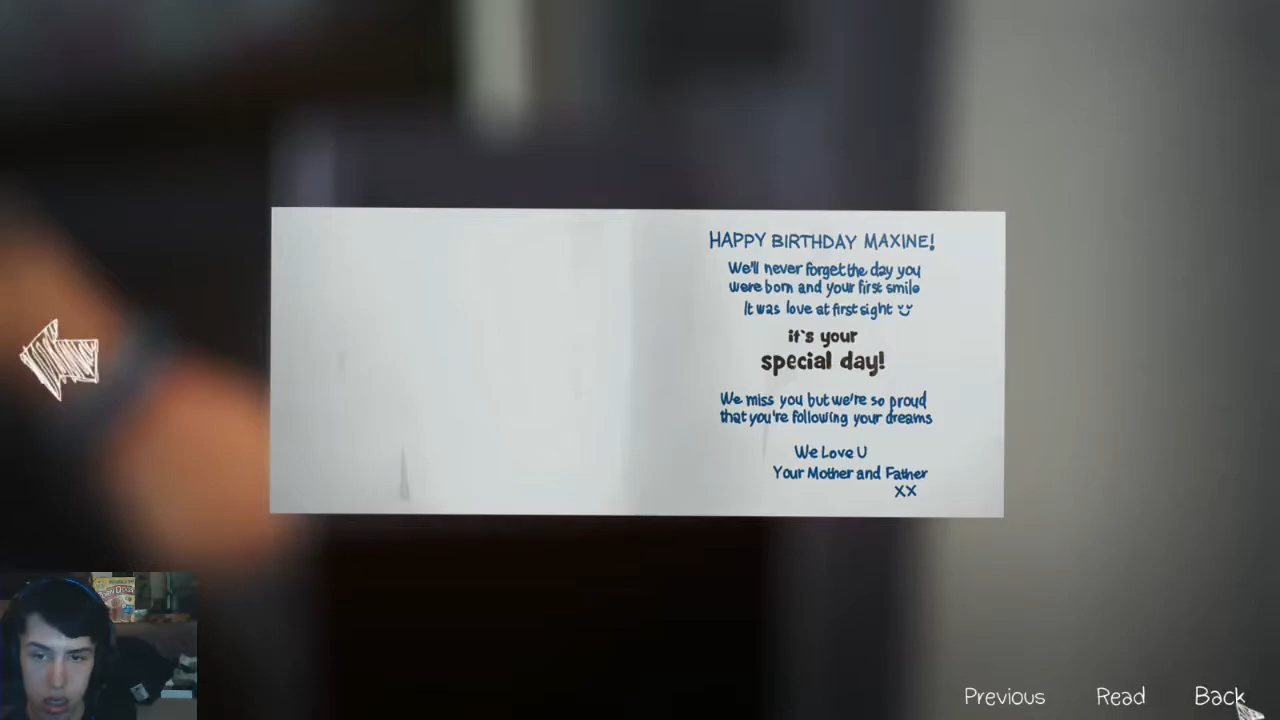 HAPPY BIRTHDAY MAXINE!
We'll never forget the day you
were born and your first smile
It was love at first sight
it's your
special day!
We miss you but we're so proud
that you're following your dreams
We Love U
Your Mother and Father
XX
Previous
Read
Back